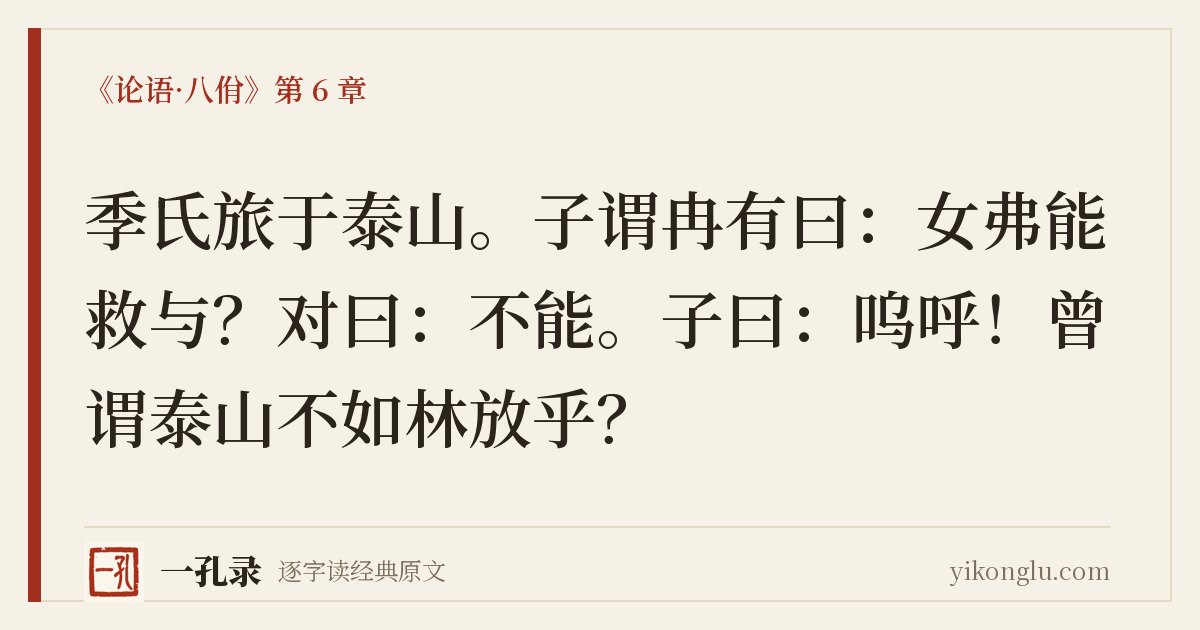 《论语·八佾》第 6 章
季氏旅于泰山。子谓冉有曰：女弗能
救与？对曰：不能。子曰：呜呼！曾
谓泰山不如林放乎？
一孔
一孔录 逐字读经典原文 yikonglu.com